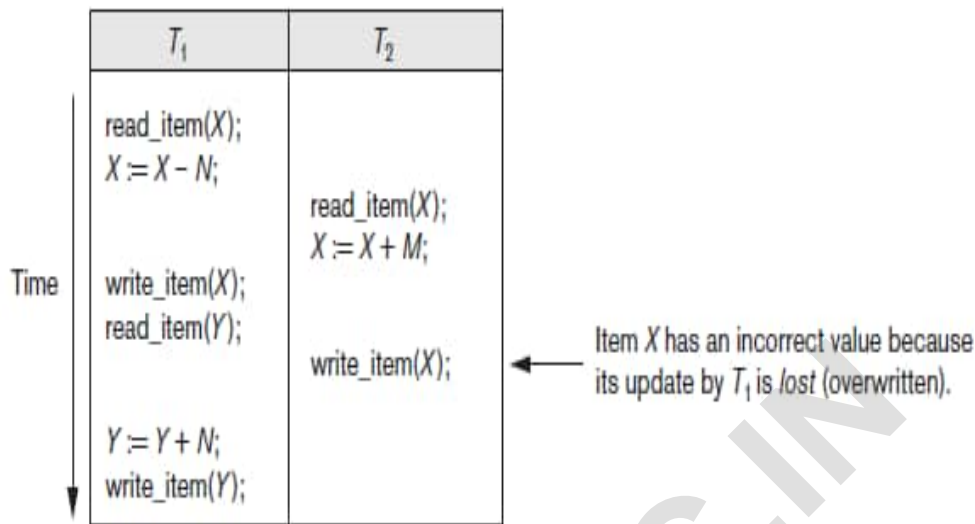 T₁ T₂
read_item(X);
X := X – N;
read_item(X);
X := X + M;
Time
write_item(X);
read_item(Y);
write_item(X);
Item X has an incorrect value because
its update by T₁ is lost (overwritten).
Y := Y + N;
write_item(Y);